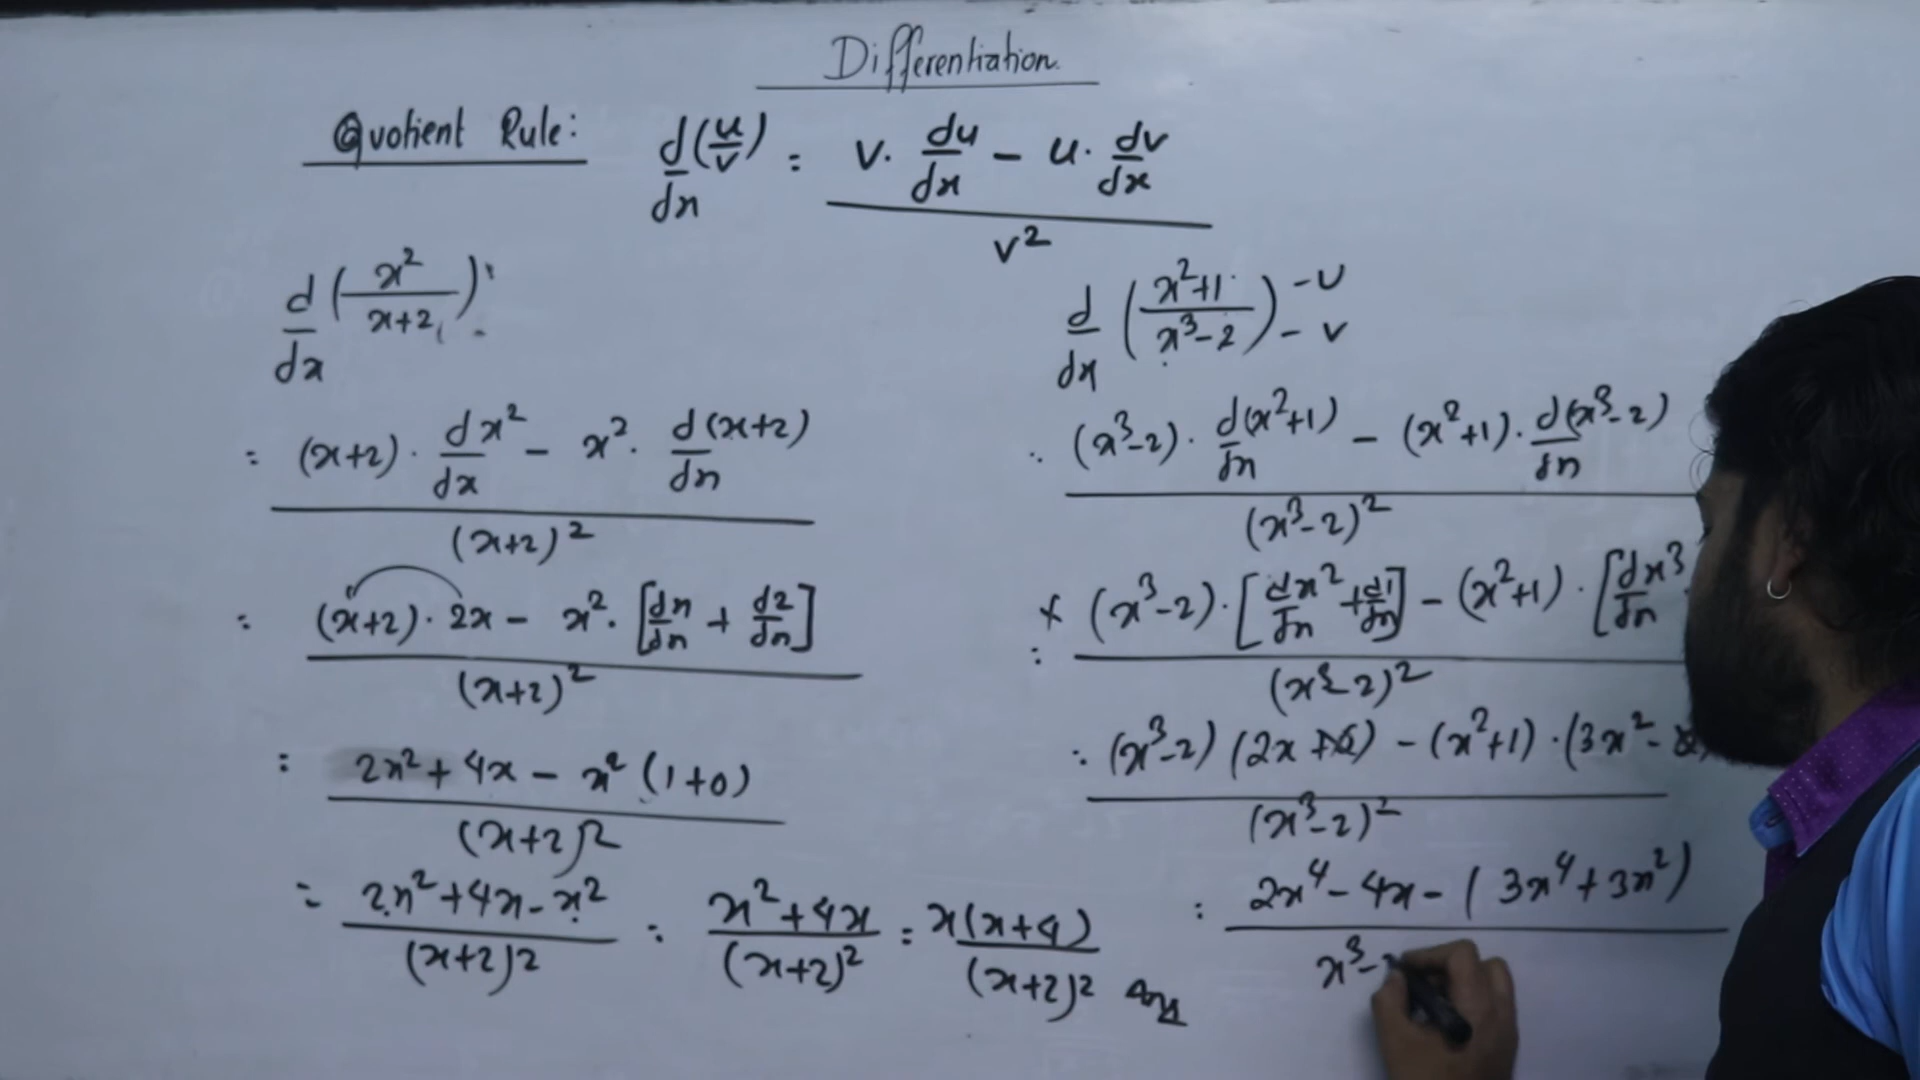 Differentiation.
Quotient Rule: d/dx (u/v) = (v · du/dx − u · dv/dx) / v²
d/dx (x² / x+2)
= ((x+2) · dx²/dx − x² · d(x+2)/dx) / (x+2)²
= ((x+2) · 2x − x² · [dx/dx + d2/dx]) / (x+2)²
= (2x² + 4x − x² (1+0)) / (x+2)²
= (2x² + 4x − x²) / (x+2)² = (x² + 4x) / (x+2)² = x(x+4) / (x+2)² Ans
d/dx (x²+1 / x³−2) − u − v
= ((x³−2) · d(x²+1)/dx − (x²+1) · d(x³−2)/dx) / (x³−2)²
= ((x³−2) · [dx²/dx + d1/dx] − (x²+1) · [dx³/dx / (x³−2)²
= (x³−2) (2x+0) − (x²+1) · (3x² − / (x³−2)²
= 2x⁴ − 4x − (3x⁴ + 3x²) / x³−